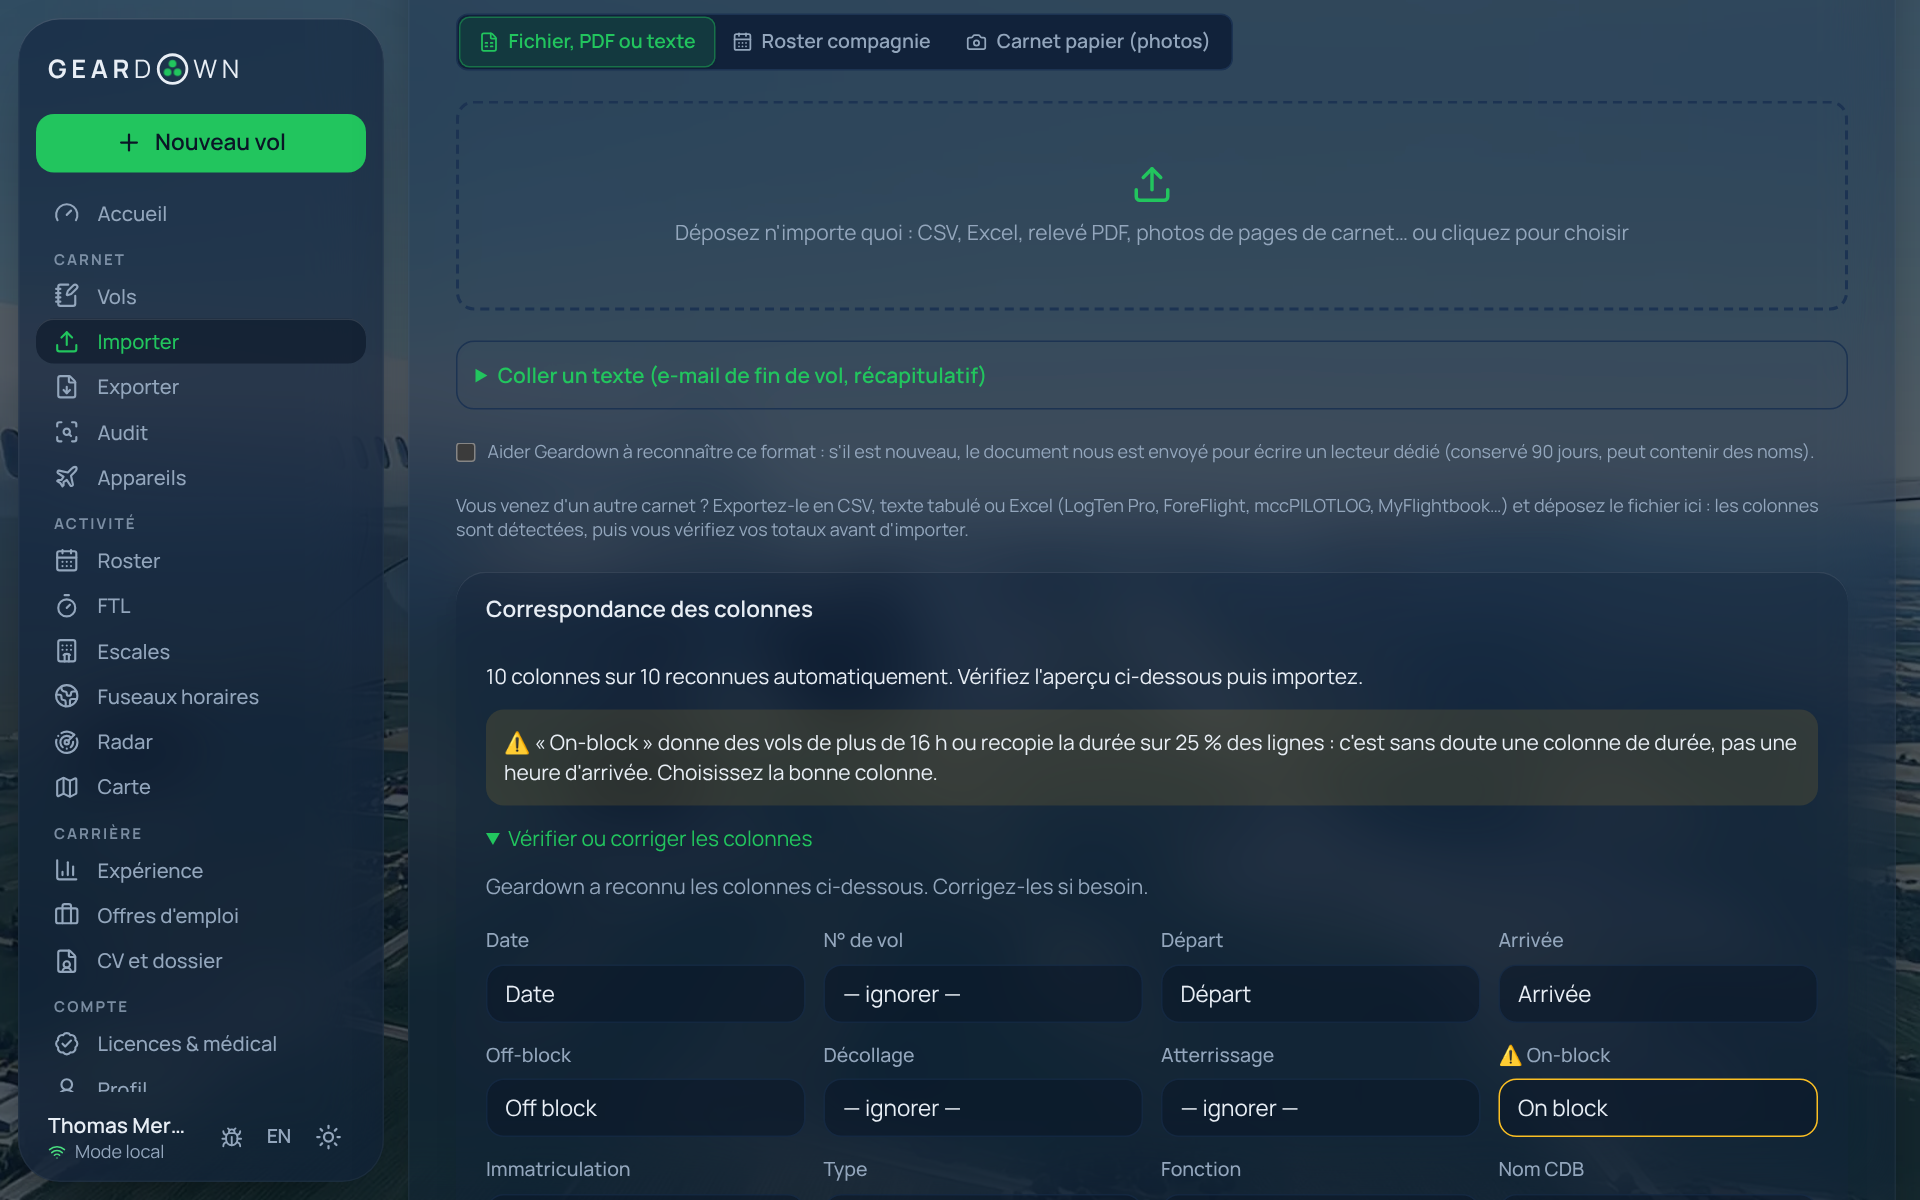 GEARDOWN
Nouveau vol
Accueil
CARNET
Vols
Importer
Exporter
Audit
Appareils
ACTIVITÉ
Roster
FTL
Escales
Fuseaux horaires
Radar
Carte
CARRIÈRE
Expérience
Offres d'emploi
CV et dossier
COMPTE
Licences & médical
Profil
Thomas Mer...
Mode local
EN
Fichier, PDF ou texte
Roster compagnie
Carnet papier (photos)
Déposez n'importe quoi : CSV, Excel, relevé PDF, photos de pages de carnet... ou cliquez pour choisir
Coller un texte (e-mail de fin de vol, récapitulatif)
Aider Geardown à reconnaître ce format : s'il est nouveau, le document nous est envoyé pour écrire un lecteur dédié (conservé 90 jours, peut contenir des noms).
Vous venez d'un autre carnet ? Exportez-le en CSV, texte tabulé ou Excel (LogTen Pro, ForeFlight, mccPILOTLOG, MyFlightbook...) et déposez le fichier ici : les colonnes
sont détectées, puis vous vérifiez vos totaux avant d'importer.
Correspondance des colonnes
10 colonnes sur 10 reconnues automatiquement. Vérifiez l'aperçu ci-dessous puis importez.
⚠️ « On-block » donne des vols de plus de 16 h ou recopie la durée sur 25 % des lignes : c'est sans doute une colonne de durée, pas une
heure d'arrivée. Choisissez la bonne colonne.
Vérifier ou corriger les colonnes
Geardown a reconnu les colonnes ci-dessous. Corrigez-les si besoin.
Date
N° de vol
Départ
Arrivée
Date
— ignorer —
Départ
Arrivée
Off-block
Décollage
Atterrissage
⚠️ On-block
Off block
— ignorer —
— ignorer —
On block
Immatriculation
Type
Fonction
Nom CDB